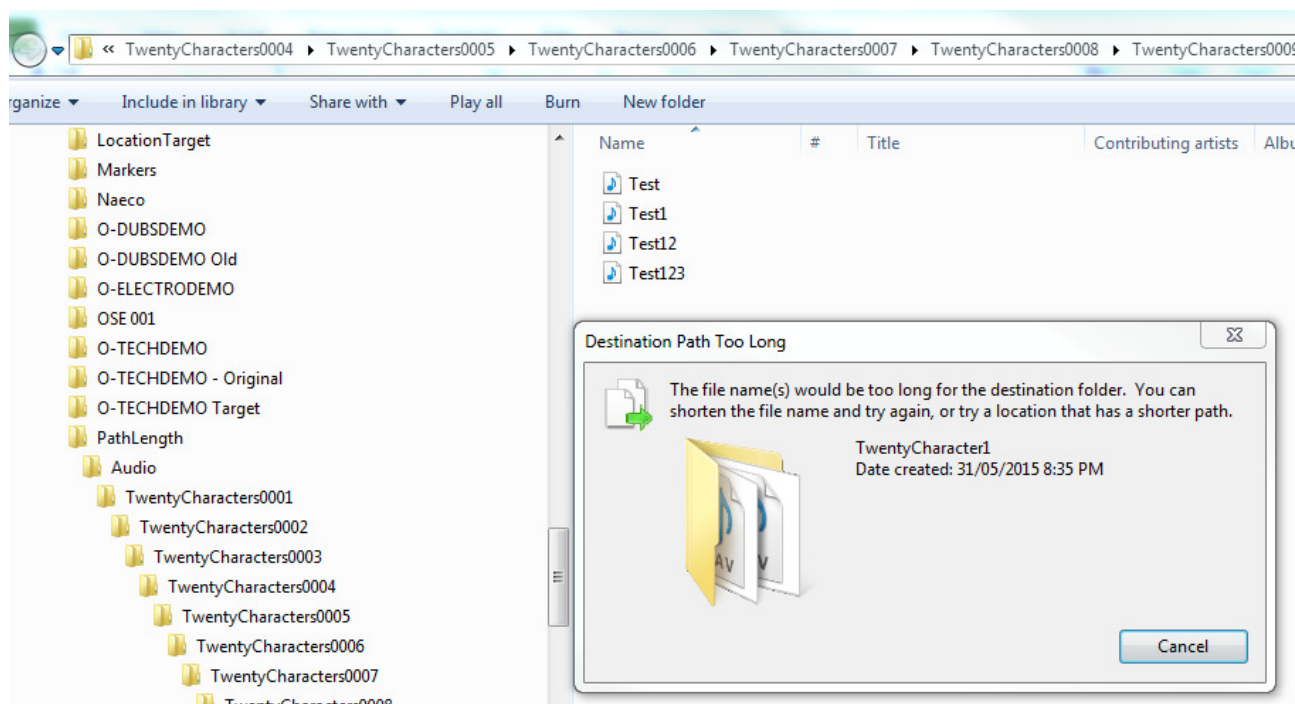 « TwentyCharacters0004 TwentyCharacters0005 TwentyCharacters0006 TwentyCharacters0007 TwentyCharacters0008 TwentyCharacters0009
rganize Include in library Share with Play all Burn New folder
LocationTarget
Markers
Naeco
O-DUBSDEMO
O-DUBSDEMO Old
O-ELECTRODEMO
OSE 001
O-TECHDEMO
O-TECHDEMO - Original
O-TECHDEMO Target
PathLength
Audio
TwentyCharacters0001
TwentyCharacters0002
TwentyCharacters0003
TwentyCharacters0004
TwentyCharacters0005
TwentyCharacters0006
TwentyCharacters0007
TwentyCharacters0008
Name # Title Contributing artists Albu
Test
Test1
Test12
Test123
Destination Path Too Long
The file name(s) would be too long for the destination folder. You can
shorten the file name and try again, or try a location that has a shorter path.
TwentyCharacter1
Date created: 31/05/2015 8:35 PM
AV V
Cancel